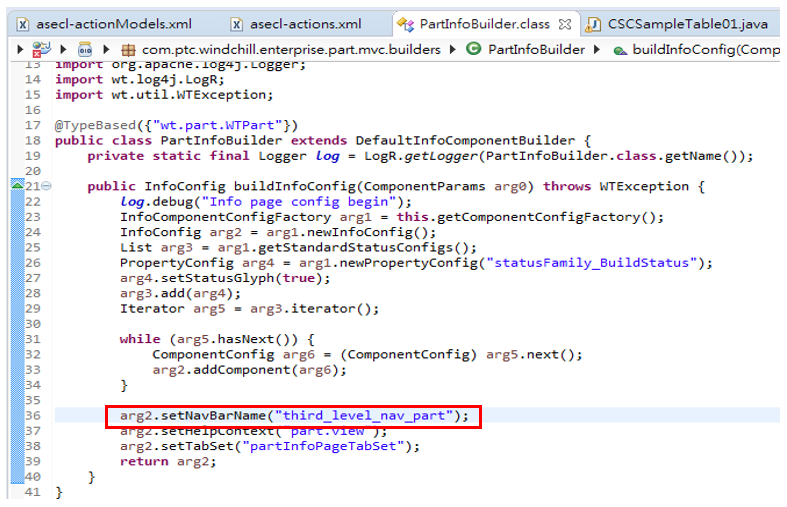 asecl-actionModels.xml asecl-actions.xml PartInfoBuilder.class CSCSampleTable01.java
com.ptc.windchill.enterprise.part.mvc.builders PartInfoBuilder buildInfoConfig(Comp
13 import org.apache.log4j.Logger;
14 import wt.log4j.LogR;
15 import wt.util.WTException;
16
17 @TypeBased({"wt.part.WTPart"})
18 public class PartInfoBuilder extends DefaultInfoComponentBuilder {
19 private static final Logger log = LogR.getLogger(PartInfoBuilder.class.getName());
20
21 public InfoConfig buildInfoConfig(ComponentParams arg0) throws WTException {
22 log.debug("Info page config begin");
23 InfoComponentConfigFactory arg1 = this.getComponentConfigFactory();
24 InfoConfig arg2 = arg1.newInfoConfig();
25 List arg3 = arg1.getStandardStatusConfigs();
26 PropertyConfig arg4 = arg1.newPropertyConfig("statusFamily_BuildStatus");
27 arg4.setStatusGlyph(true);
28 arg3.add(arg4);
29 Iterator arg5 = arg3.iterator();
30
31 while (arg5.hasNext()) {
32 ComponentConfig arg6 = (ComponentConfig) arg5.next();
33 arg2.addComponent(arg6);
34 }
35
36 arg2.setNavBarName("third_level_nav_part");
37 arg2.setHelpContext("part.view");
38 arg2.setTabSet("partInfoPageTabSet");
39 return arg2;
40 }
41 }